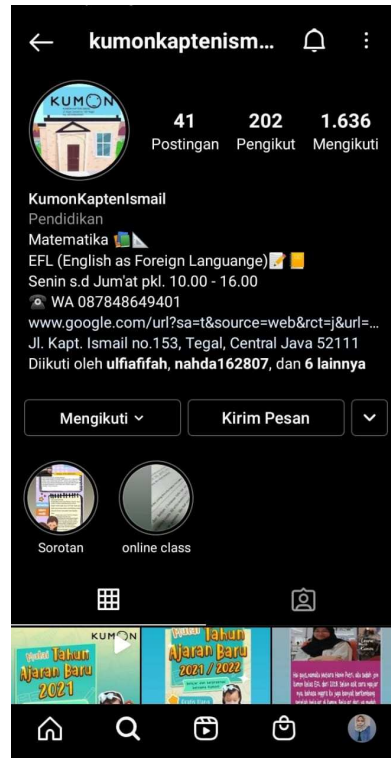 kumonkaptenism...
KUMON
41 202 1.636
Postingan Pengikut Mengikuti
KumonKaptenIsmail
Pendidikan
Matematika
EFL (English as Foreign Languange)
Senin s.d Jum'at pkl. 10.00 - 16.00
WA 087848649401
www.google.com/url?sa=t&source=web&rct=j&url=...
Jl. Kapt. Ismail no.153, Tegal, Central Java 52111
Diikuti oleh ulfiafifah, nahda162807, dan 6 lainnya
Mengikuti
Kirim Pesan
Sorotan
online class
KUMON
Tahun
Ajaran Baru
2021
Tahun
Ajaran Baru
2021 / 2022